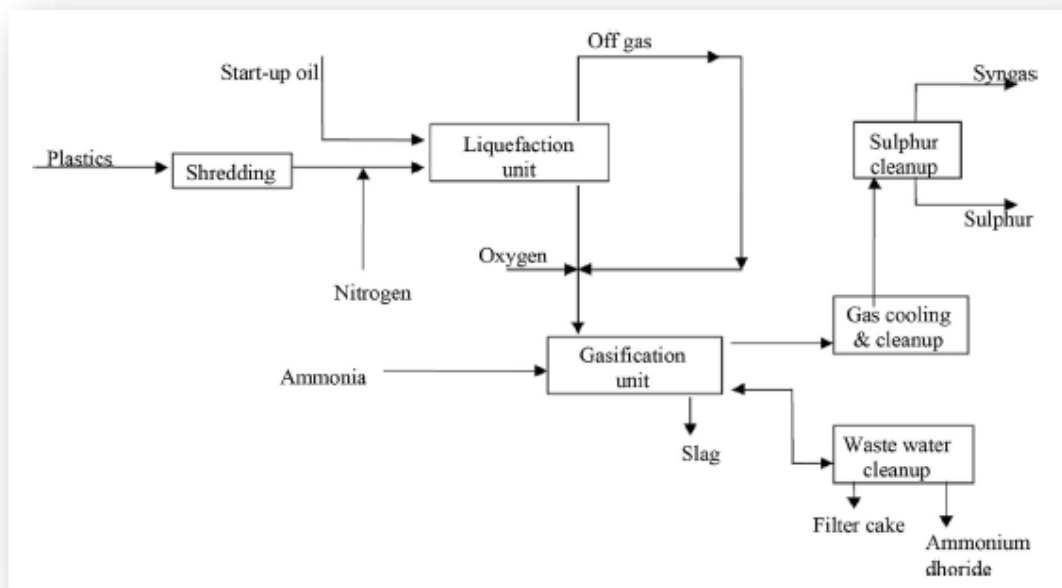 Off gas
Start-up oil
Syngas
Liquefaction
unit
Sulphur
cleanup
Plastics
Shredding
Sulphur
Oxygen
Nitrogen
Gas cooling
& cleanup
Gasification
unit
Ammonia
Slag
Waste water
cleanup
Filter cake
Ammonium
dhoride